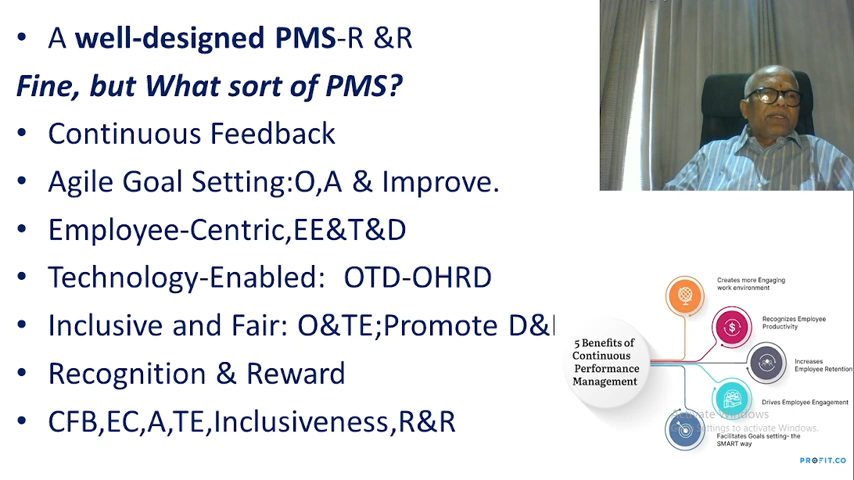 • A well-designed PMS-R &R
Fine, but What sort of PMS?
• Continuous Feedback
• Agile Goal Setting:O,A & Improve.
• Employee-Centric,EE&T&D
• Technology-Enabled: OTD-OHRD
• Inclusive and Fair: O&TE;Promote D&I
• Recognition & Reward
• CFB,EC,A,TE,Inclusiveness,R&R
5 Benefits of
Continuous
Performance
Management
Creates more Engaging
work environment
Recognizes Employee
Productivity
Increases
Employee Retention
Drives Employee Engagement
Facilitates Goals setting- the
SMART way
Activate Windows
Settings to activate Windows.
PROFIT.CO